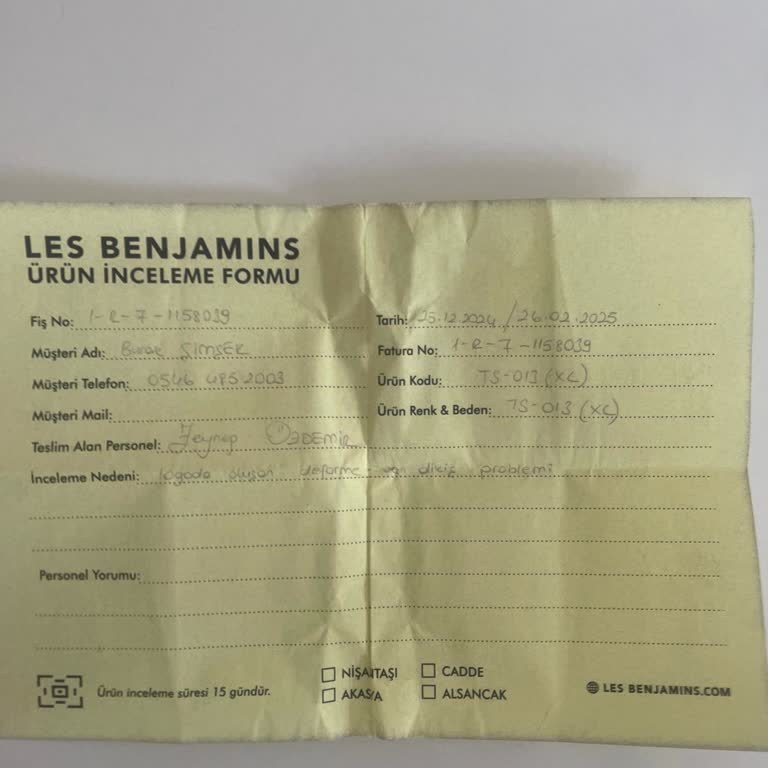 LES BENJAMINS
ÜRÜN İNCELEME FORMU
Fiş No: 1-R-7-1158039
Tarih: 25.12.2024 / 26.02.2025
Müşteri Adı: Burak ŞİMŞEK
Fatura No: 1-R-7-1158039
Müşteri Telefon: 0546 485 2003
Ürün Kodu: TS-013 (XL)
Müşteri Mail:
Ürün Renk & Beden: TS-013 (XL)
Teslim Alan Personel: Zeynep ÖZDEMİR
İnceleme Nedeni: logoda oluşan deforme - dikiş problemi
Personel Yorumu:
Ürün inceleme süresi 15 gündür.
NİŞANTAŞI
CADDE
AKASYA
ALSANCAK
LES BENJAMINS.COM